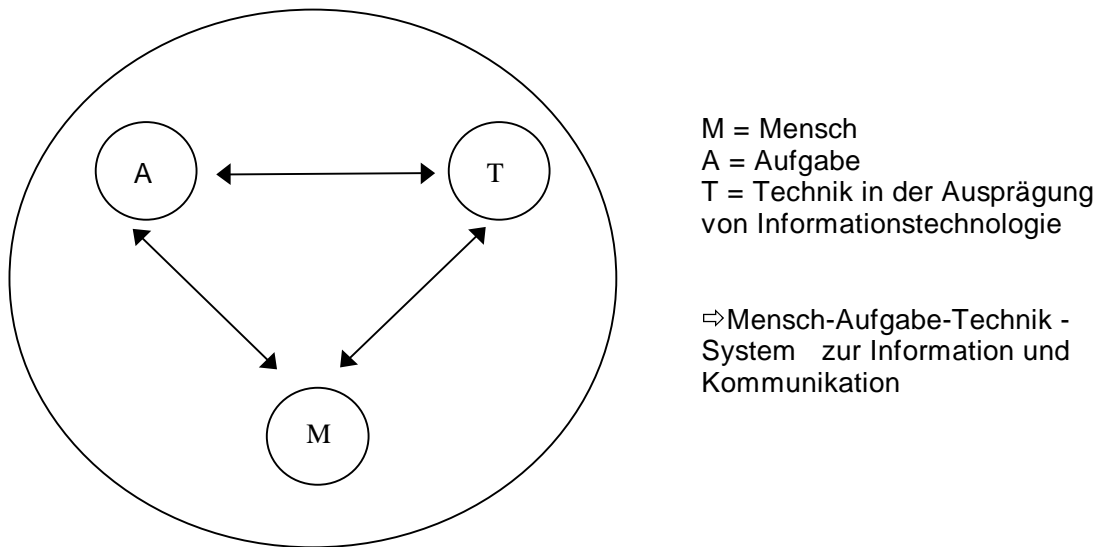 A
T
M
M = Mensch
A = Aufgabe
T = Technik in der Ausprägung
von Informationstechnologie
⇨Mensch-Aufgabe-Technik -
System   zur Information und
Kommunikation